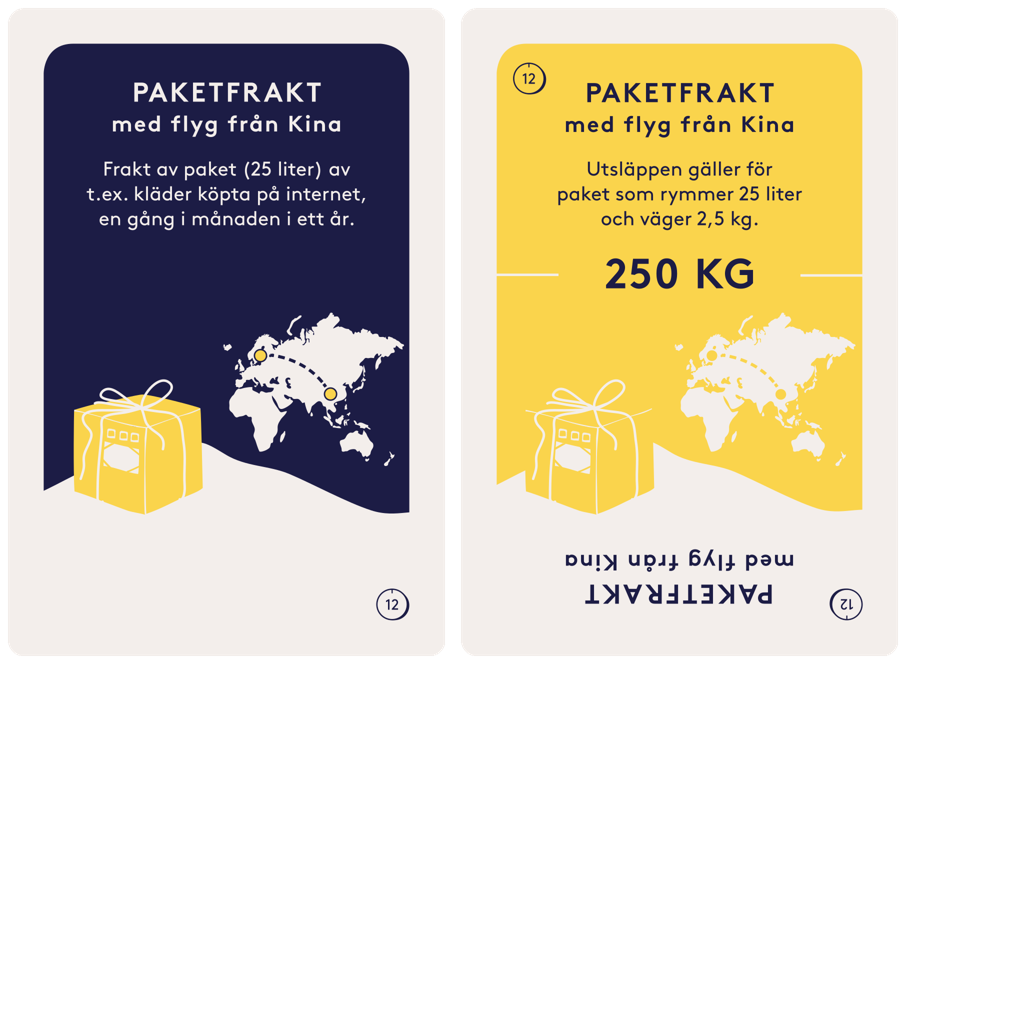 PAKETFRAKT
med flyg från Kina
Frakt av paket (25 liter) av
t.ex. kläder köpta på internet,
en gång i månaden i ett år.
12
12
PAKETFRAKT
med flyg från Kina
Utsläppen gäller för
paket som rymmer 25 liter
och väger 2,5 kg.
250 KG
PAKETFRAKT
med flyg från Kina
12